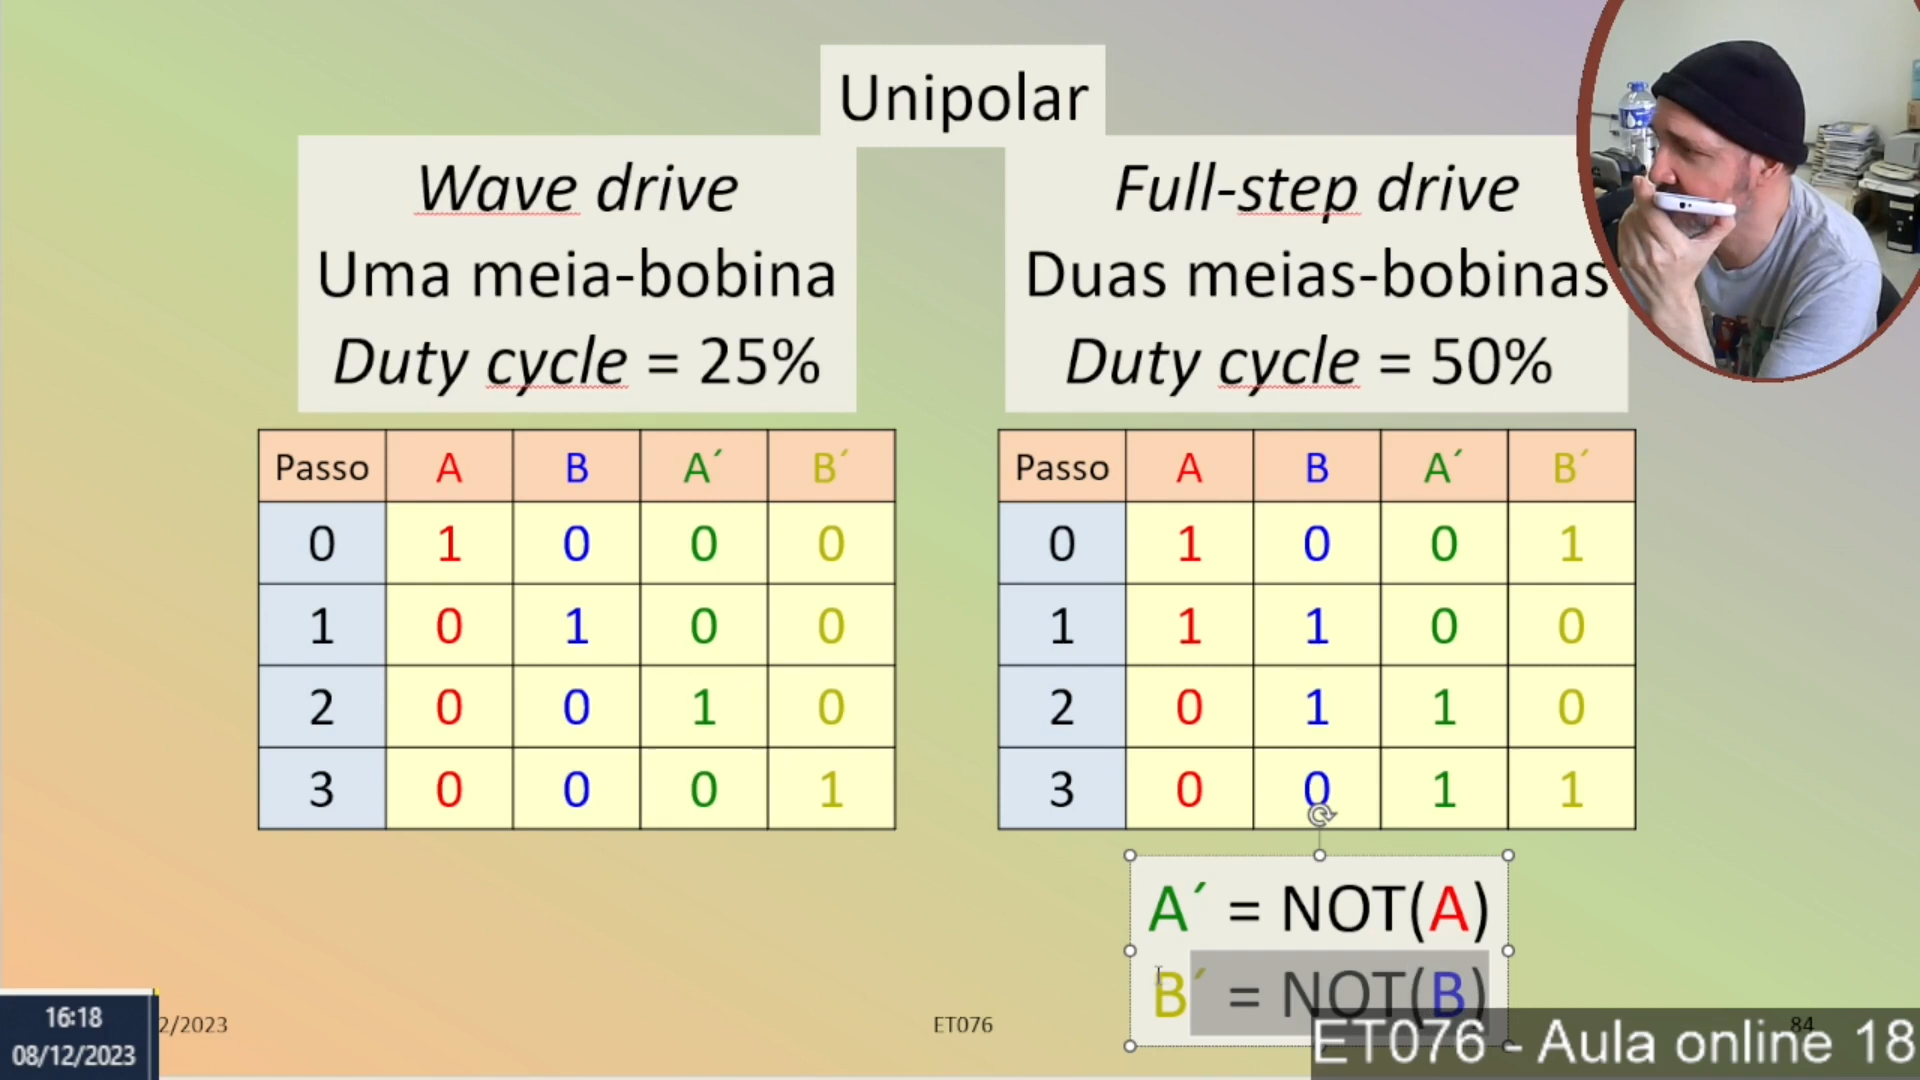 Unipolar
Wave drive
Uma meia-bobina
Duty cycle = 25%
Full-step drive
Duas meias-bobinas
Duty cycle = 50%
Passo A B A´ B´
0 1 0 0 0
1 0 1 0 0
2 0 0 1 0
3 0 0 0 1
Passo A B A´ B´
0 1 0 0 1
1 1 1 0 0
2 0 1 1 0
3 0 0 1 1
A´ = NOT(A)
B´ = NOT(B)
16:18
08/12/2023
2/2023
ET076
84
ET076 - Aula online 18